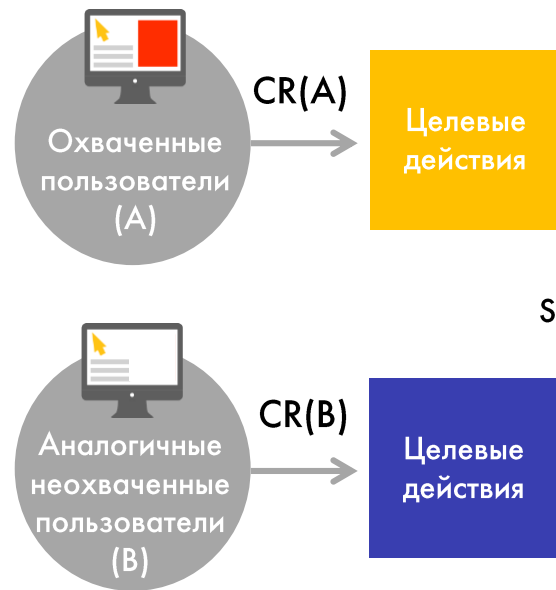 CR(A)
Охваченные
пользователи
(A)
Целевые
действия
S
CR(B)
Аналогичные
неохваченные
пользователи
(B)
Целевые
действия